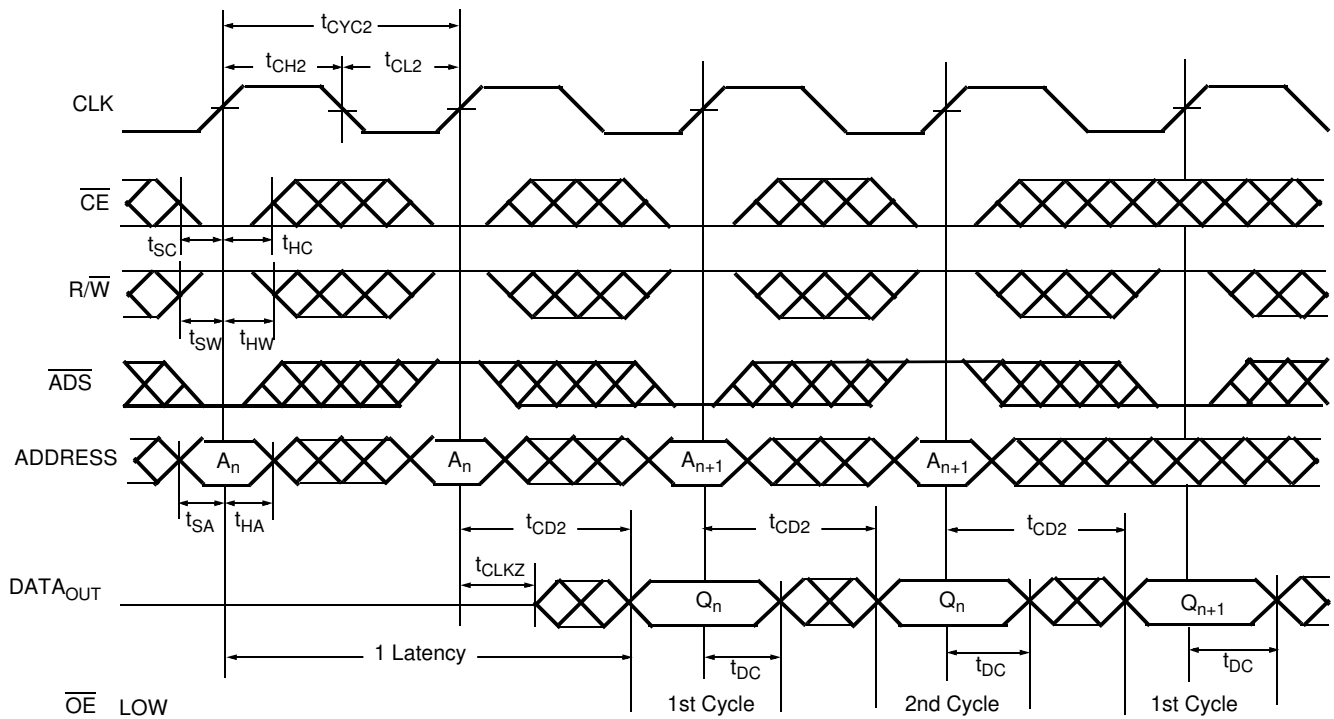 tCYC2
tCH2 tCL2
CLK
CE
tSC tHC
R/W
tSW tHW
ADS
ADDRESS An An An+1 An+1
tSA tHA tCD2 tCD2 tCD2
tCLKZ
DATAOUT Qn Qn Qn+1
1 Latency tDC tDC tDC
OE LOW 1st Cycle 2nd Cycle 1st Cycle